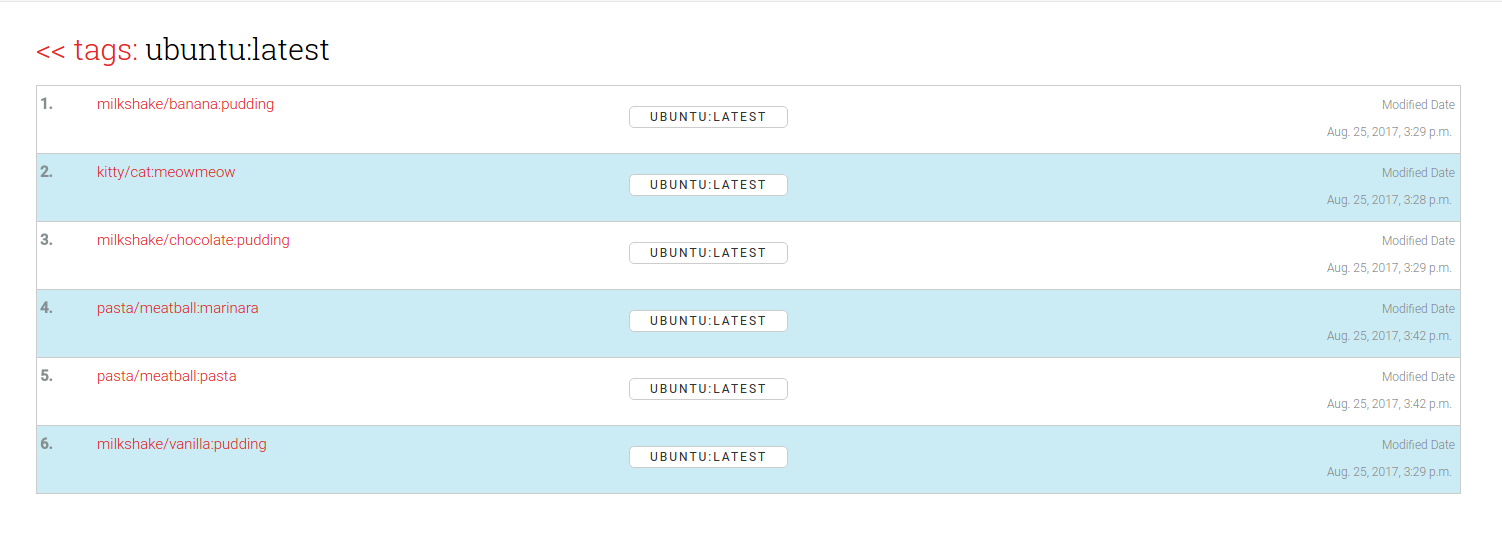 << tags: ubuntu:latest
1. milkshake/banana:pudding
UBUNTU:LATEST
Modified Date
Aug. 25, 2017, 3:29 p.m.
2. kitty/cat:meowmeow
UBUNTU:LATEST
Modified Date
Aug. 25, 2017, 3:28 p.m.
3. milkshake/chocolate:pudding
UBUNTU:LATEST
Modified Date
Aug. 25, 2017, 3:29 p.m.
4. pasta/meatball:marinara
UBUNTU:LATEST
Modified Date
Aug. 25, 2017, 3:42 p.m.
5. pasta/meatball:pasta
UBUNTU:LATEST
Modified Date
Aug. 25, 2017, 3:42 p.m.
6. milkshake/vanilla:pudding
UBUNTU:LATEST
Modified Date
Aug. 25, 2017, 3:29 p.m.